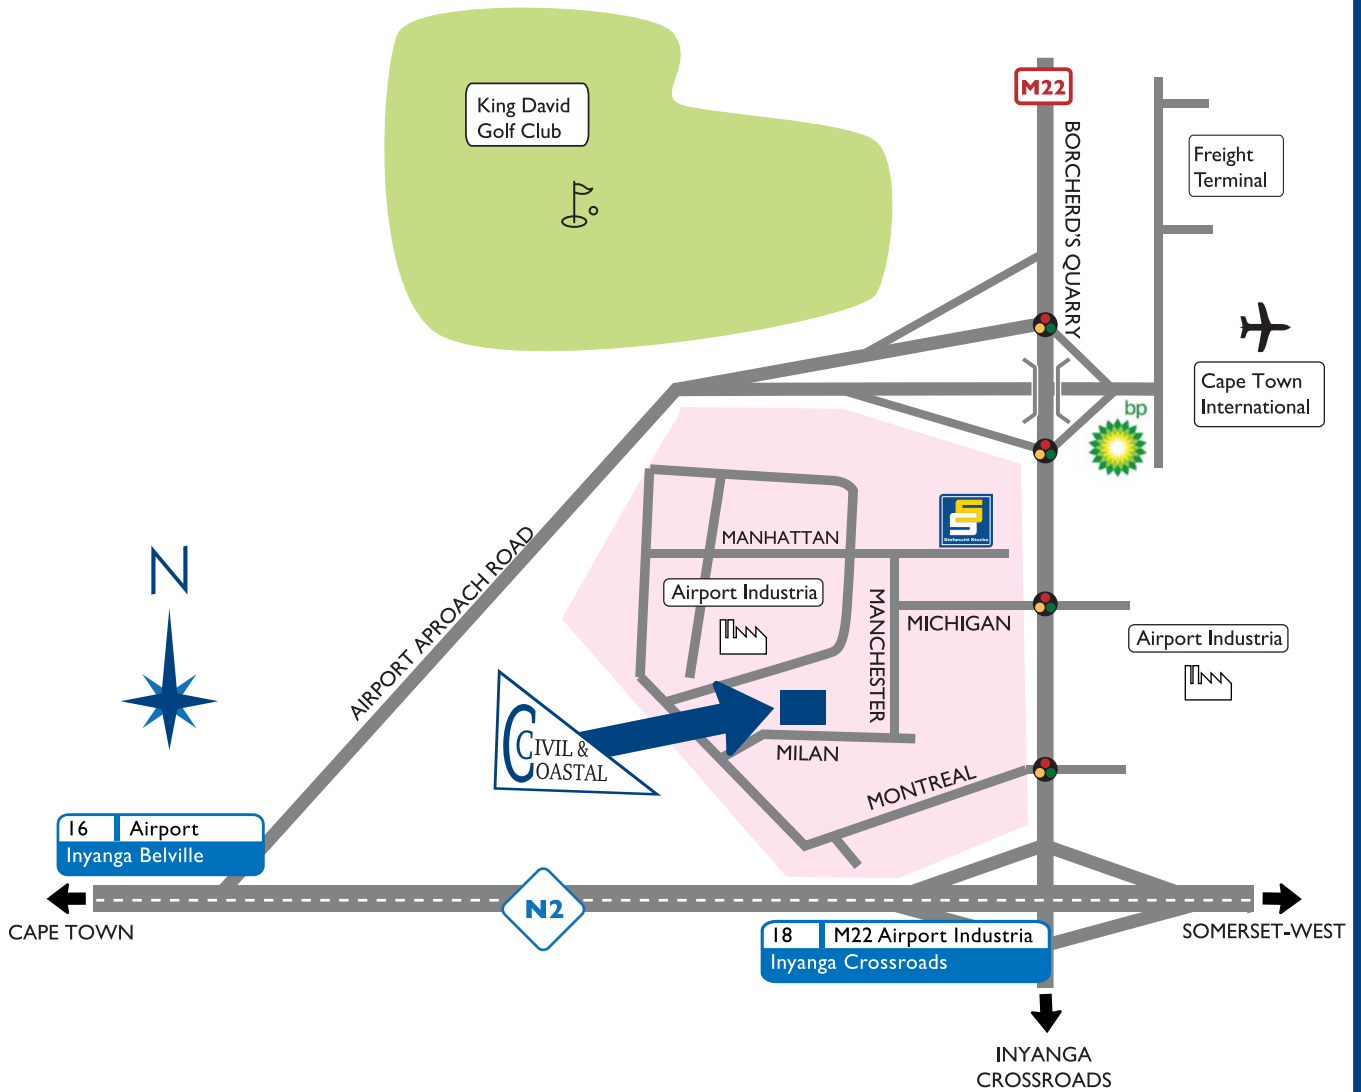 King David
Golf Club
M22
BORCHERD'S QUARRY
Freight
Terminal
Cape Town
International
bp
Stefanutti Stocks
MANHATTAN
Airport Industria
MANCHESTER
MICHIGAN
Airport Industria
AIRPORT APROACH ROAD
N
CIVIL &
COASTAL
MILAN
MONTREAL
16 Airport
Inyanga Belville
N2
CAPE TOWN
18 M22 Airport Industria
Inyanga Crossroads
SOMERSET-WEST
INYANGA
CROSSROADS